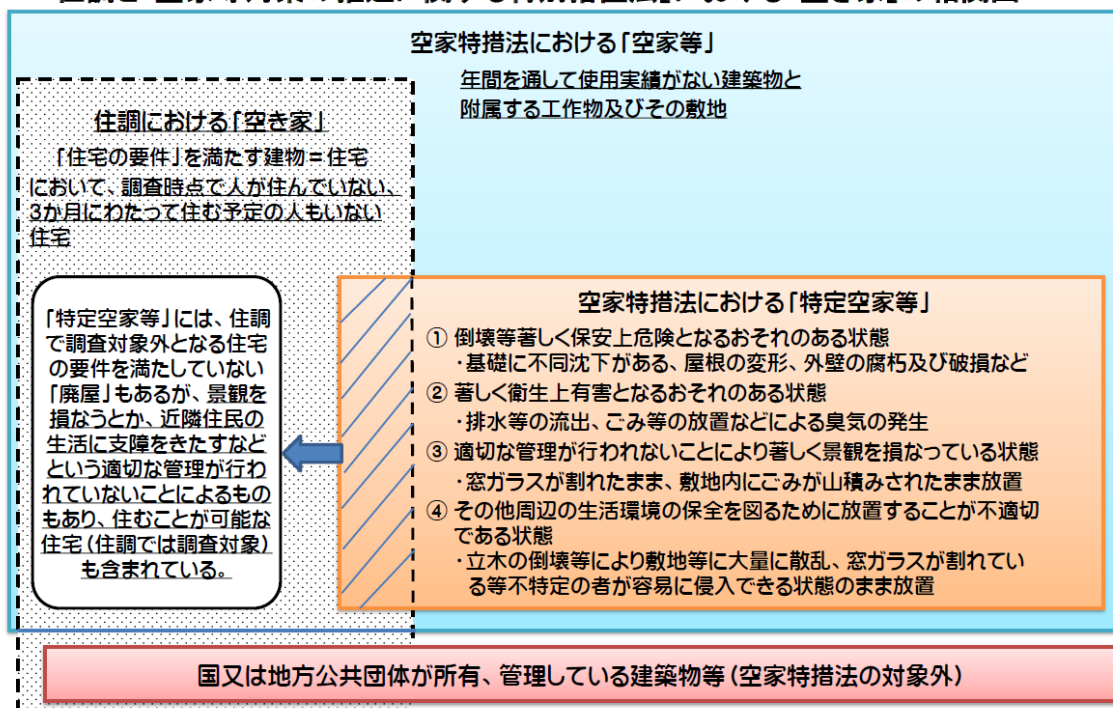 空家特措法における「空家等」
年間を通して使用実績がない建築物と
附属する工作物及びその敷地
住調における「空き家」
「住宅の要件」を満たす建物=住宅
において、調査時点で人が住んでいない、
3か月にわたって住む予定の人もいない
住宅
「特定空家等」には、住調
で調査対象外となる住宅
の要件を満たしていない
「廃屋」もあるが、景観を
損なうとか、近隣住民の
生活に支障をきたすなど
という適切な管理が行わ
れていないことによるもの
もあり、住むことが可能な
住宅(住調では調査対象)
も含まれている。
空家特措法における「特定空家等」
① 倒壊等著しく保安上危険となるおそれのある状態
・基礎に不同沈下がある、屋根の変形、外壁の腐朽及び破損など
② 著しく衛生上有害となるおそれのある状態
・排水等の流出、ごみ等の放置などによる臭気の発生
③ 適切な管理が行われないことにより著しく景観を損なっている状態
・窓ガラスが割れたまま、敷地内にごみが山積みされたまま放置
④ その他周辺の生活環境の保全を図るために放置することが不適切
である状態
・立木の倒壊等により敷地等に大量に散乱、窓ガラスが割れてい
る等不特定の者が容易に侵入できる状態のまま放置
国又は地方公共団体が所有、管理している建築物等(空家特措法の対象外)